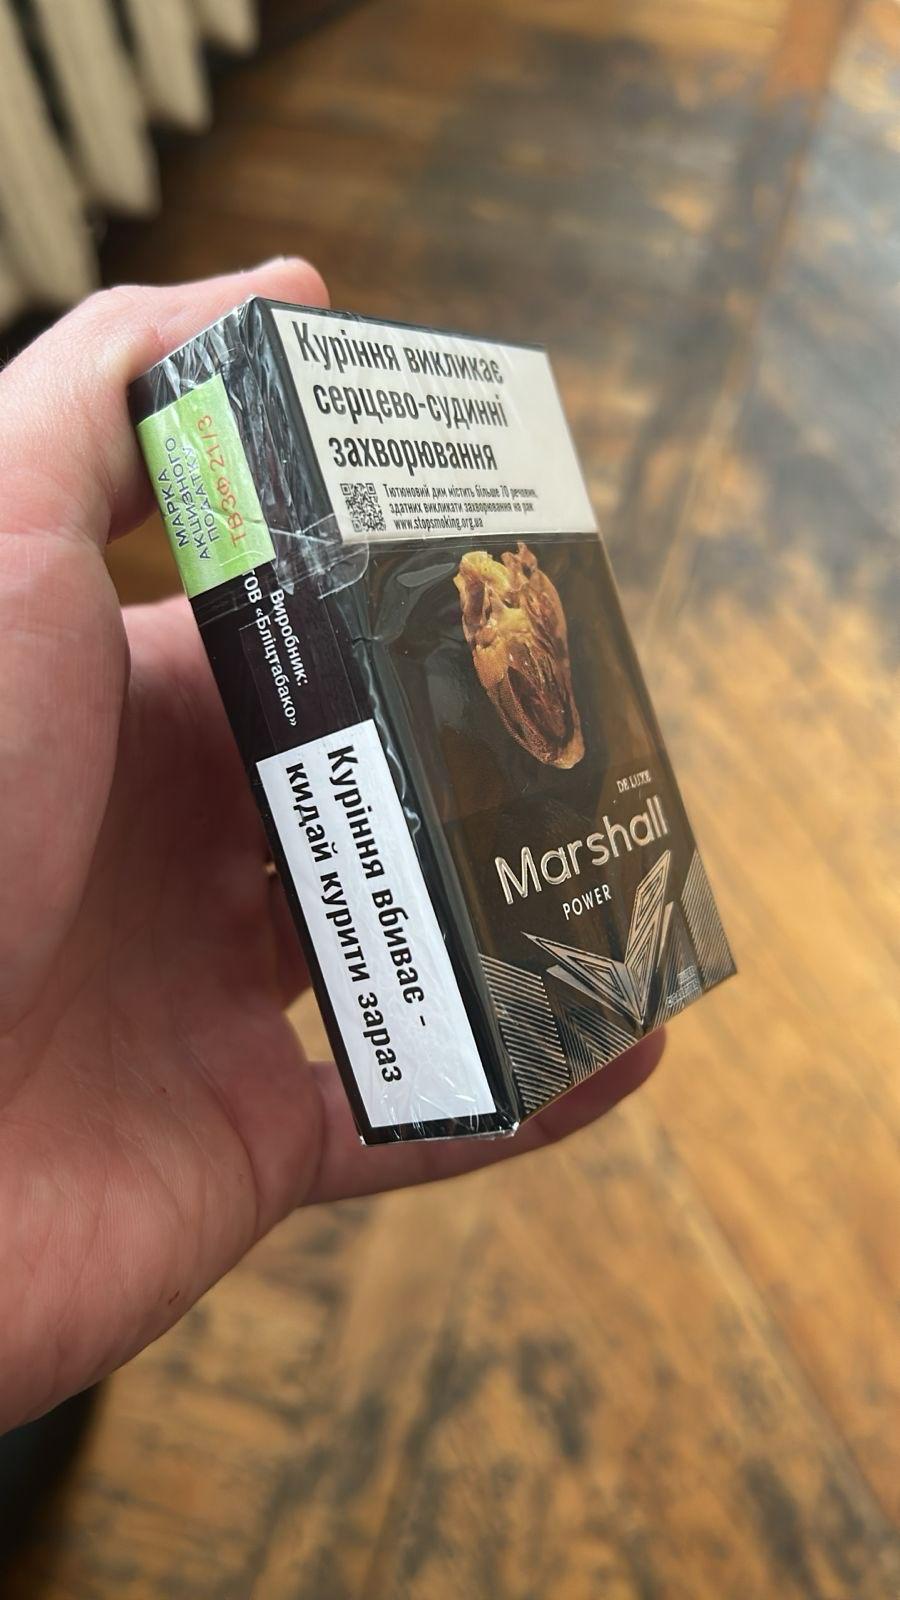 Куріння викликає
серцево-судинні
захворювання
Тютюновий дим містить більше 70 речовин,
здатних викликати захворювання на рак
www.stopsmoking.org.ua
МАРКА
АКЦИЗНОГО
ПОДАТКУ
ТВЗФ 21/3
Виробник:
ТОВ «Бліцтабако»
Куріння вбиває -
кидай курити зараз
DE LUXE
Marshall
POWER